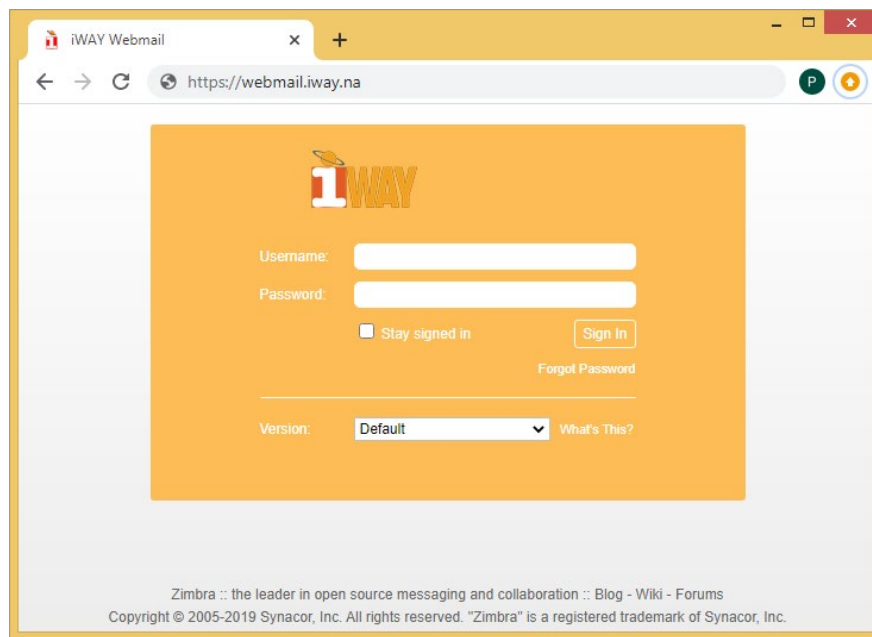 iWAY Webmail
https://webmail.iway.na
P
iWAY
Username:
Password:
Stay signed in
Sign In
Forgot Password
Version:
Default
What's This?
Zimbra :: the leader in open source messaging and collaboration :: Blog - Wiki - Forums
Copyright © 2005-2019 Synacor, Inc. All rights reserved. "Zimbra" is a registered trademark of Synacor, Inc.